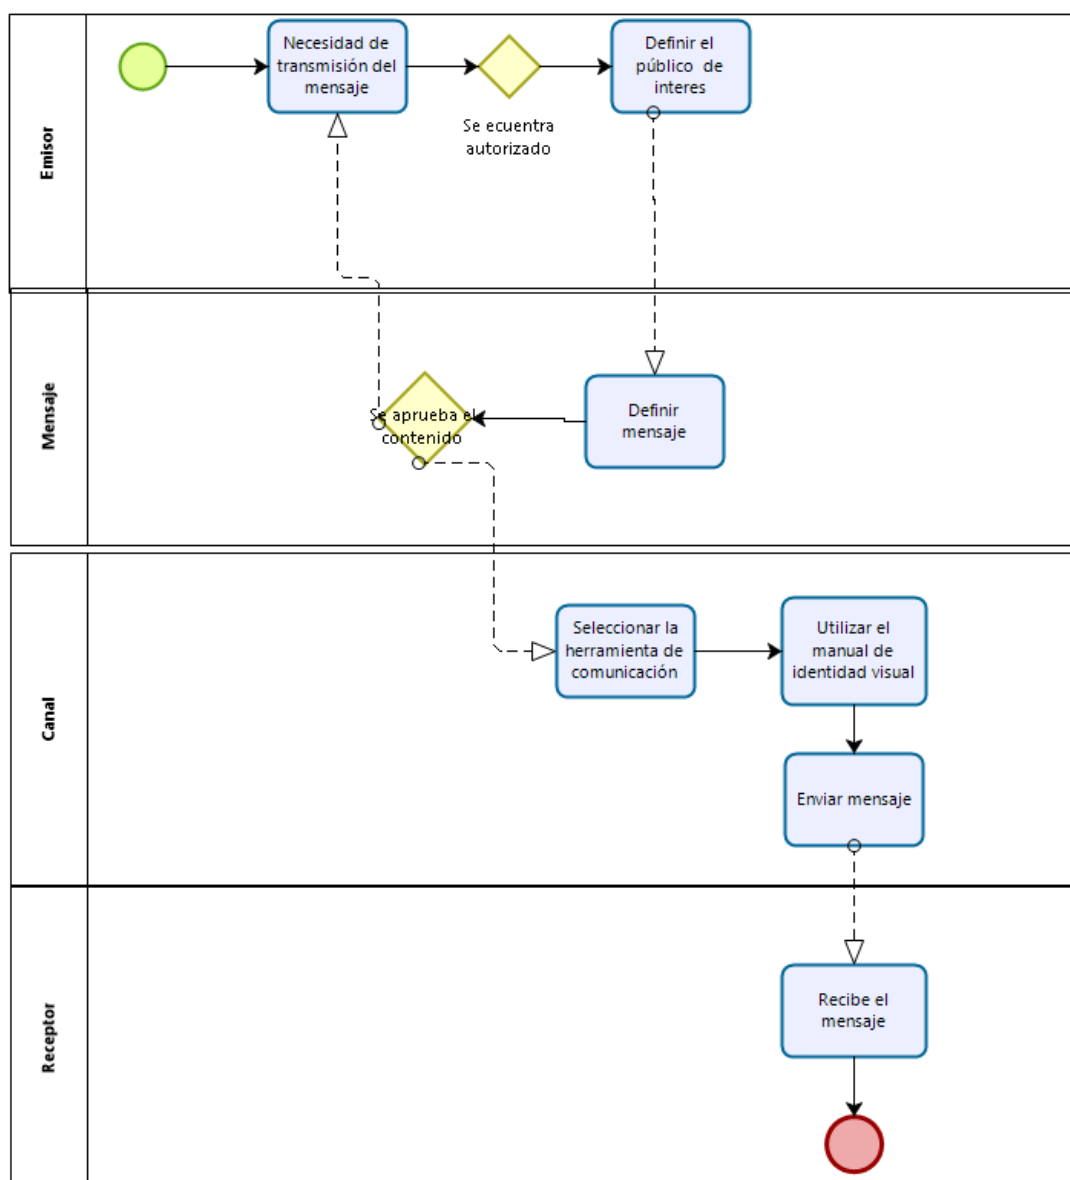 Emisor
Necesidad de
transmisión del
mensaje
Se ecuentra
autorizado
Definir el
público de
interes
Mensaje
Se aprueba el
contenido
Definir
mensaje
Canal
Seleccionar la
herramienta de
comunicación
Utilizar el
manual de
identidad visual
Enviar mensaje
Receptor
Recibe el
mensaje